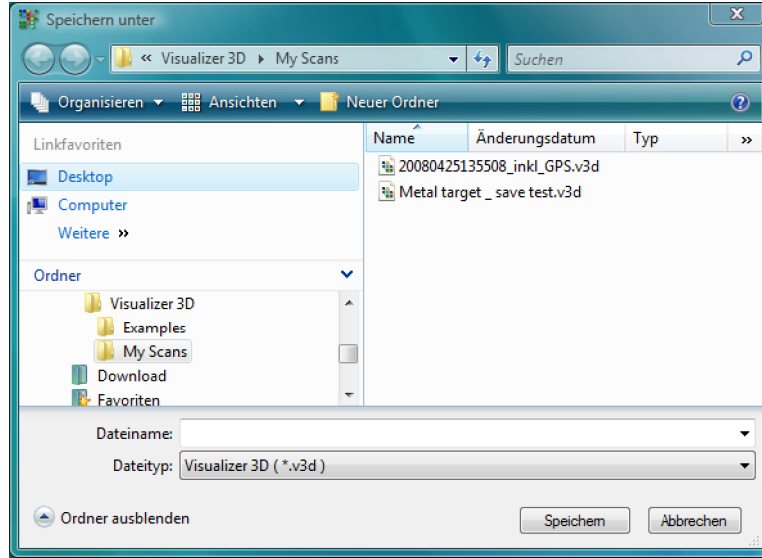 Speichern unter
« Visualizer 3D ▸ My Scans
Suchen
Organisieren
Ansichten
Neuer Ordner
Linkfavoriten
Desktop
Computer
Weitere »
Ordner
Visualizer 3D
Examples
My Scans
Download
Favoriten
Name Änderungsdatum Typ »
20080425135508_inkl_GPS.v3d
Metal target _ save test.v3d
Dateiname:
Dateityp: Visualizer 3D ( *.v3d )
Ordner ausblenden
Speichern
Abbrechen